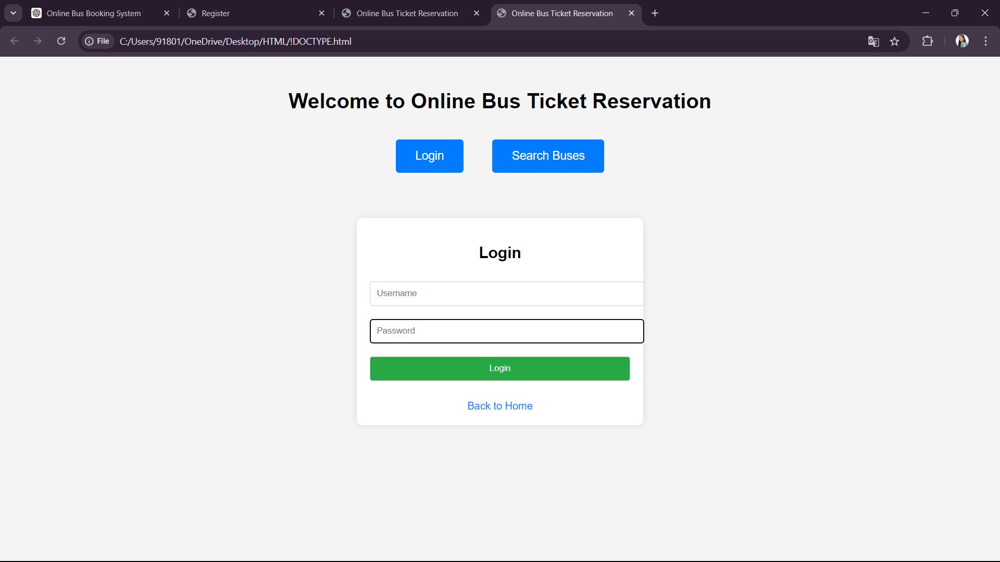 Online Bus Booking System
Register
Online Bus Ticket Reservation
Online Bus Ticket Reservation
File
C:/Users/91801/OneDrive/Desktop/HTML/!DOCTYPE.html
Welcome to Online Bus Ticket Reservation
Login
Search Buses
Login
Username
Password
Login
Back to Home